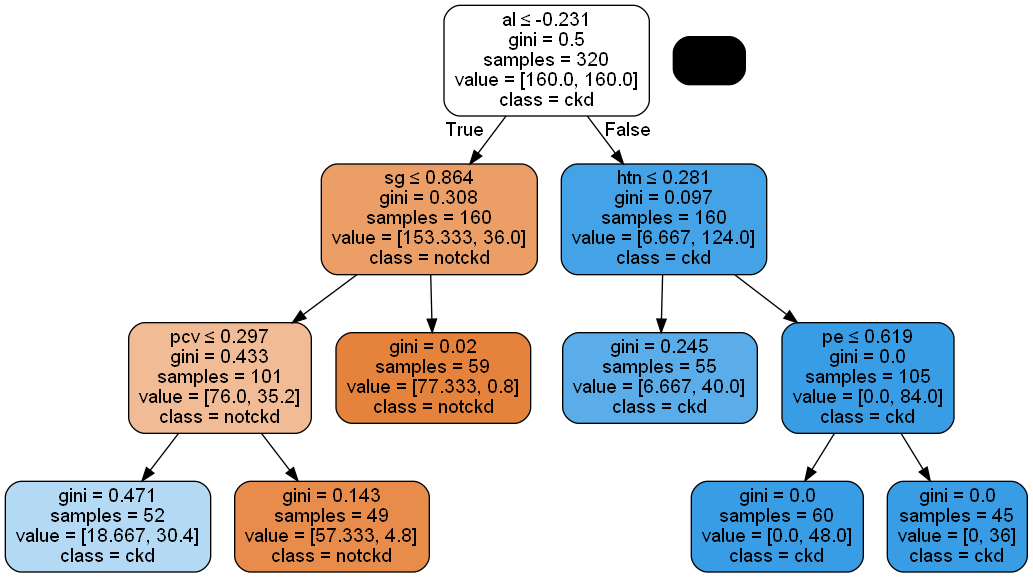 al ≤ -0.231
gini = 0.5
samples = 320
value = [160.0, 160.0]
class = ckd
True
False
sg ≤ 0.864
gini = 0.308
samples = 160
value = [153.333, 36.0]
class = notckd
htn ≤ 0.281
gini = 0.097
samples = 160
value = [6.667, 124.0]
class = ckd
pcv ≤ 0.297
gini = 0.433
samples = 101
value = [76.0, 35.2]
class = notckd
gini = 0.02
samples = 59
value = [77.333, 0.8]
class = notckd
gini = 0.245
samples = 55
value = [6.667, 40.0]
class = ckd
pe ≤ 0.619
gini = 0.0
samples = 105
value = [0.0, 84.0]
class = ckd
gini = 0.471
samples = 52
value = [18.667, 30.4]
class = ckd
gini = 0.143
samples = 49
value = [57.333, 4.8]
class = notckd
gini = 0.0
samples = 60
value = [0.0, 48.0]
class = ckd
gini = 0.0
samples = 45
value = [0, 36]
class = ckd